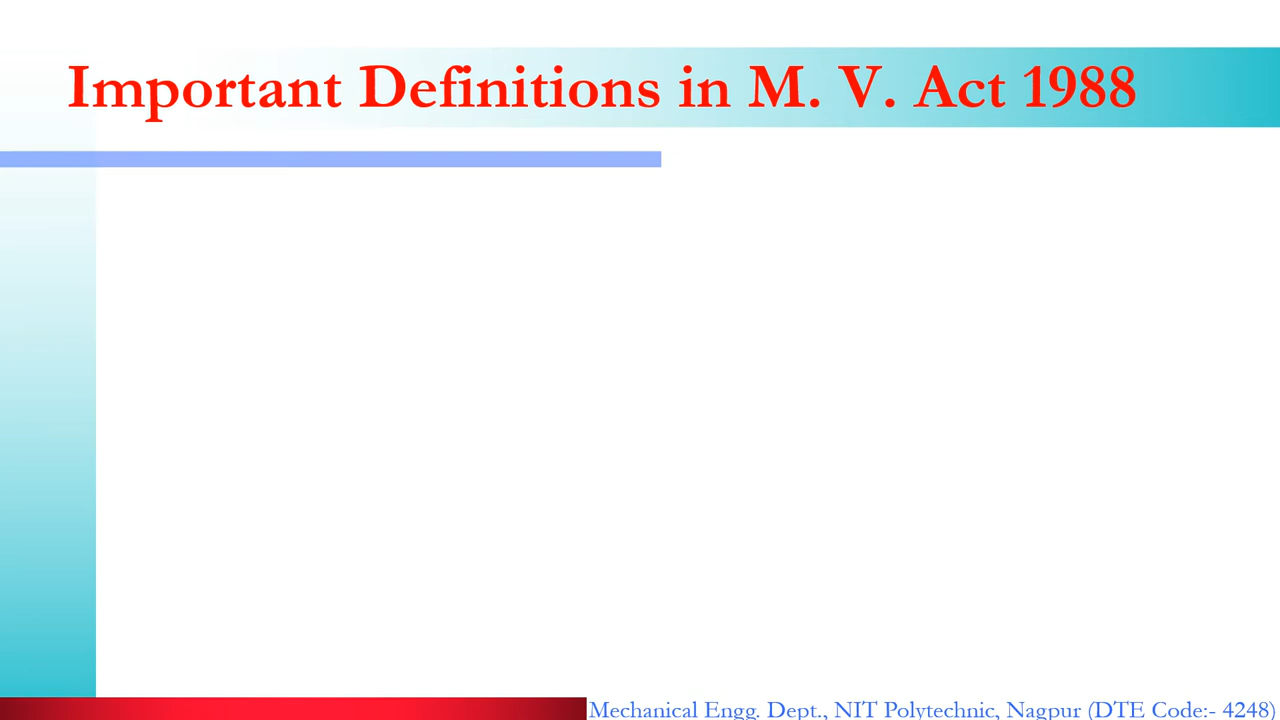 Important Definitions in M. V. Act 1988
Mechanical Engg. Dept., NIT Polytechnic, Nagpur (DTE Code:- 4248)